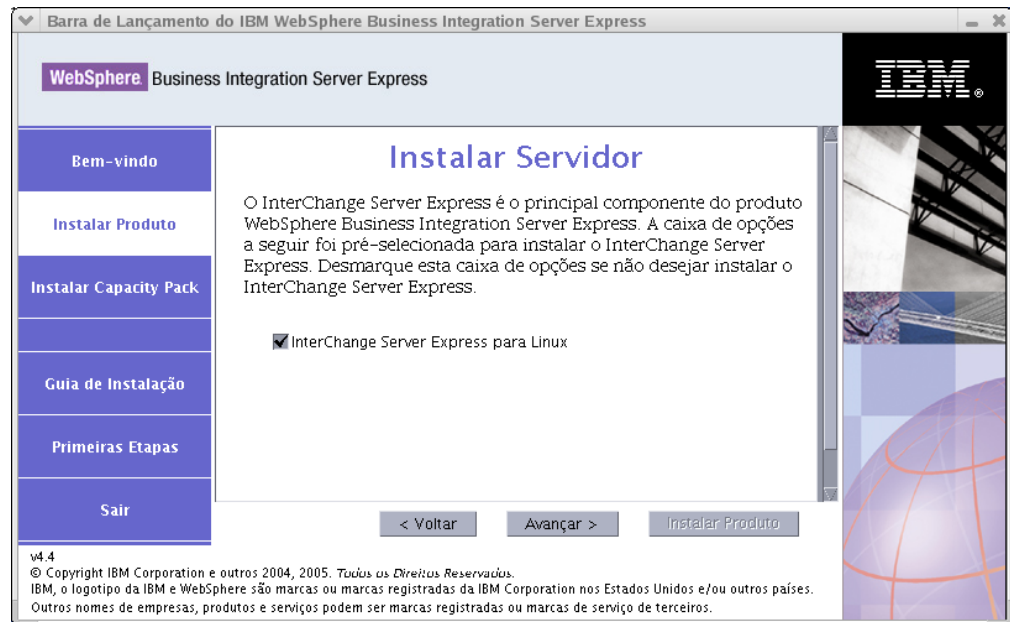 Barra de Lançamento do IBM WebSphere Business Integration Server Express
WebSphere. Business Integration Server Express
IBM®
Bem-vindo
Instalar Produto
Instalar Capacity Pack
Guia de Instalação
Primeiras Etapas
Sair
Instalar Servidor
O InterChange Server Express é o principal componente do produto
WebSphere Business Integration Server Express. A caixa de opções
a seguir foi pré-selecionada para instalar o InterChange Server
Express. Desmarque esta caixa de opções se não desejar instalar o
InterChange Server Express.
InterChange Server Express para Linux
< Voltar
Avançar >
Instalar Produto
v4.4
© Copyright IBM Corporation e outros 2004, 2005. Todos os Direitos Reservados.
IBM, o logotipo da IBM e WebSphere são marcas ou marcas registradas da IBM Corporation nos Estados Unidos e/ou outros países.
Outros nomes de empresas, produtos e serviços podem ser marcas registradas ou marcas de serviço de terceiros.